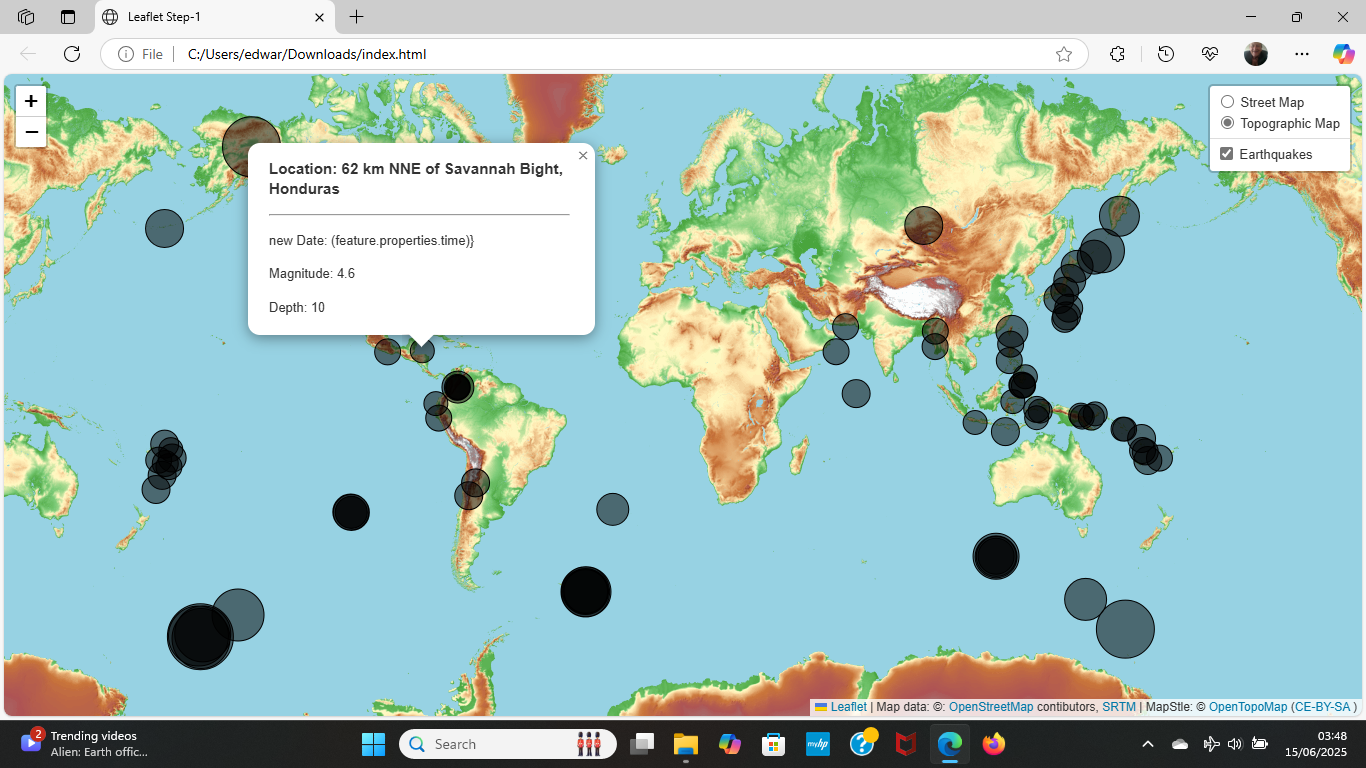 Leaflet Step-1
File
C:/Users/edwar/Downloads/index.html
+
−
Street Map
Topographic Map
Earthquakes
Location: 62 km NNE of Savannah Bight,
Honduras
new Date: (feature.properties.time)}
Magnitude: 4.6
Depth: 10
Leaflet | Map data: ©: OpenStreetMap contibutors, SRTM | MapStle: © OpenTopoMap (CE-BY-SA )
2
Trending videos
Alien: Earth offic...
Search
myhp
03:48
15/06/2025